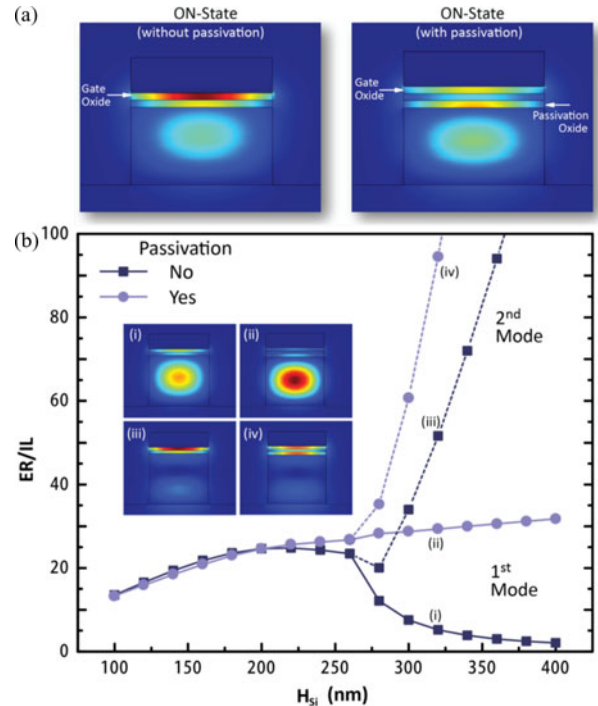 (a)
ON-State
(without passivation)
Gate
Oxide
ON-State
(with passivation)
Gate
Oxide
Passivation
Oxide
(b)
100
80
60
40
20
0
ER/IL
Passivation
No
Yes
(i)
(ii)
(iii)
(iv)
(iv)
2nd
Mode
(iii)
(ii)
1st
Mode
(i)
100
150
200
250
300
350
400
HSi (nm)